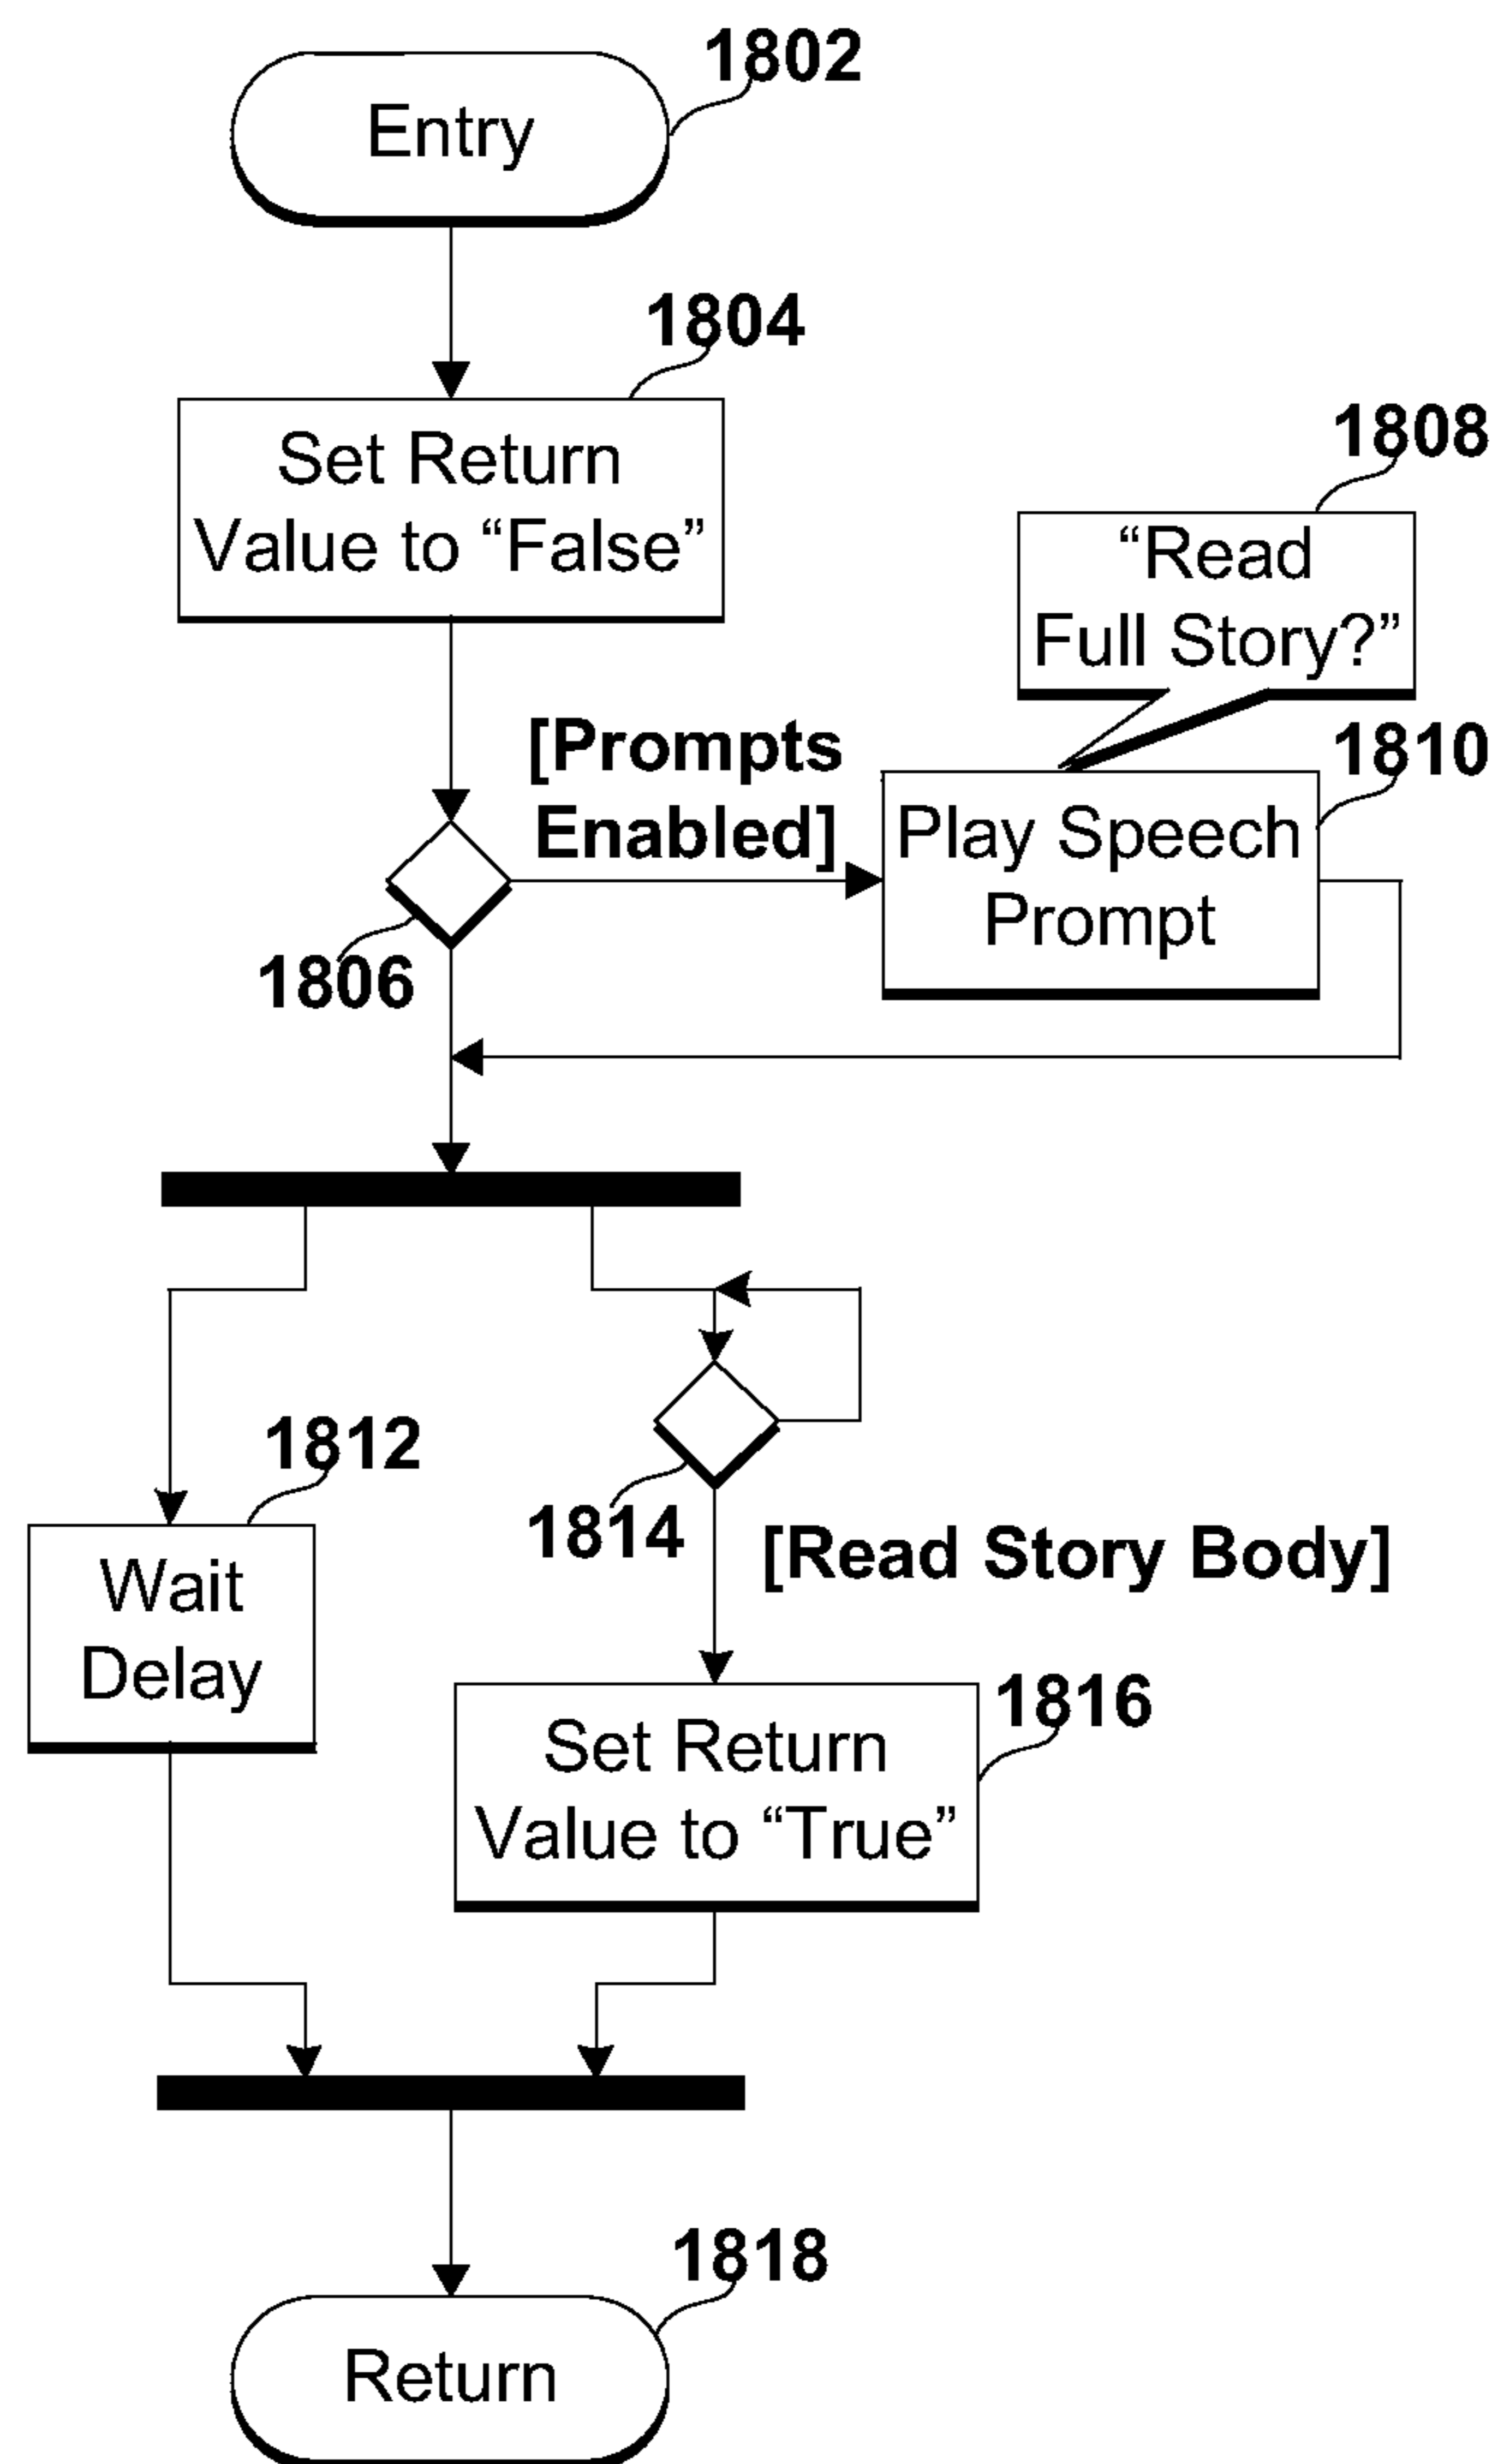 1802
Entry
1804
Set Return
Value to “False”
1808
“Read
Full Story?”
[Prompts
Enabled]
1810
Play Speech
Prompt
1806
1812
Wait
Delay
1814
[Read Story Body]
1816
Set Return
Value to “True”
1818
Return